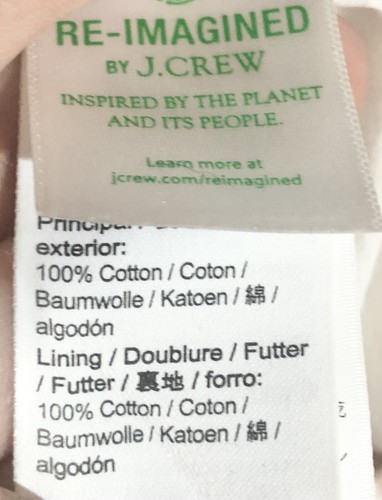 RE-IMAGINED
BY J.CREW
INSPIRED BY THE PLANET
AND ITS PEOPLE.
Learn more at
jcrew.com/reimagined
exterior:
100% Cotton / Coton /
Baumwolle / Katoen / 綿 /
algodón
Lining / Doublure / Futter
/ Futter / 裏地 / forro:
100% Cotton / Coton /
Baumwolle / Katoen / 綿 /
algodón